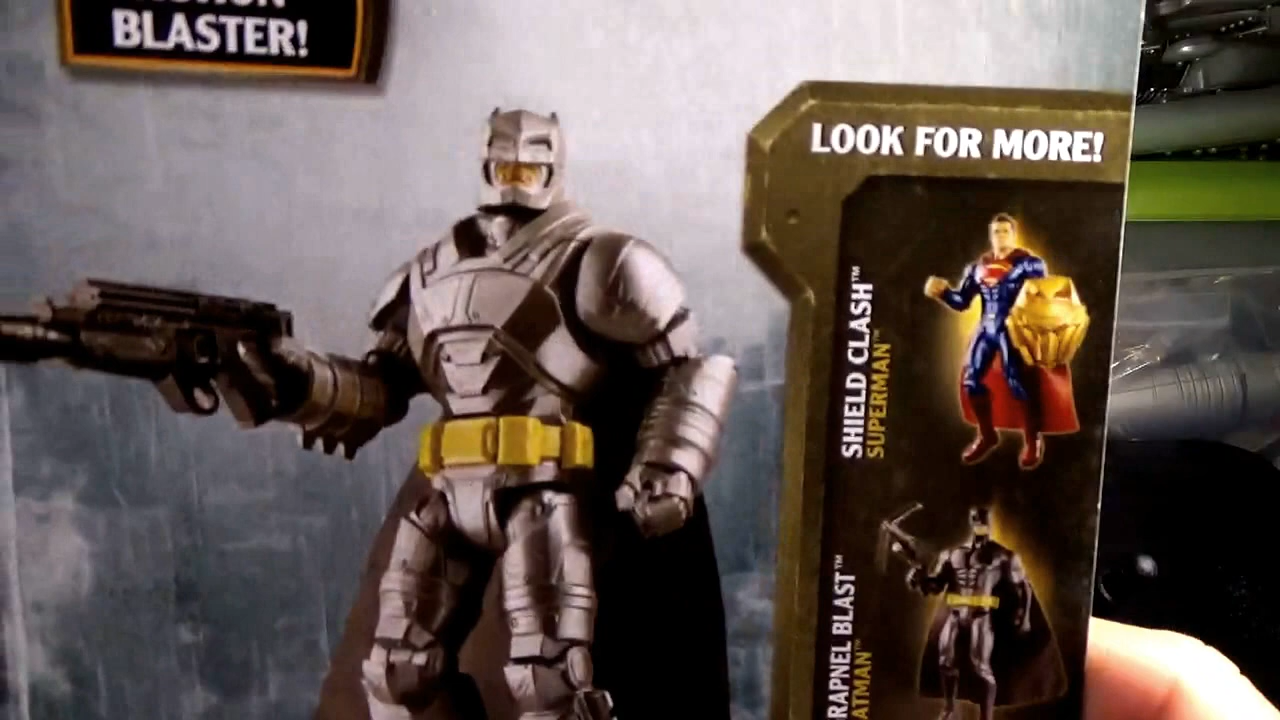 BLASTER!
LOOK FOR MORE!
SHIELD CLASH™
SUPERMAN™
RAPNEL BLAST™
ATMAN™